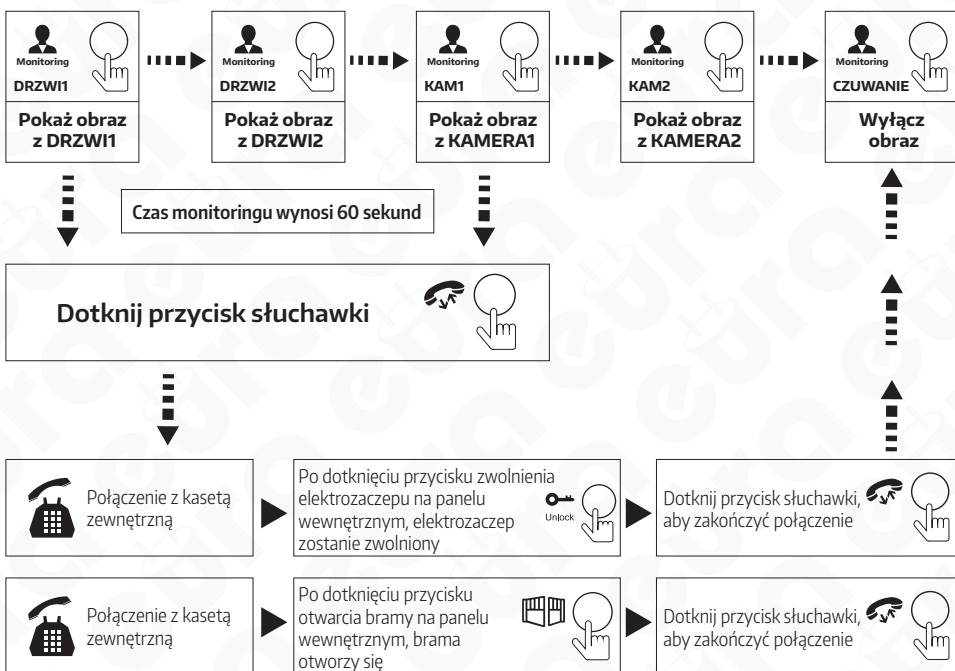 Monitoring
DRZWI1
Pokaż obraz
z DRZWI1
Monitoring
DRZWI2
Pokaż obraz
z DRZWI2
Monitoring
KAM1
Pokaż obraz
z KAMERA1
Monitoring
KAM2
Pokaż obraz
z KAMERA2
Monitoring
CZUWANIE
Wyłącz
obraz
Czas monitoringu wynosi 60 sekund
Dotknij przycisk słuchawki
Połączenie z kasetą
zewnętrzną
Po dotknięciu przycisku zwolnienia
elektrozaczepu na panelu
wewnętrznym, elektrozaczep
zostanie zwolniony
Unlock
Dotknij przycisk słuchawki,
aby zakończyć połączenie
Połączenie z kasetą
zewnętrzną
Po dotknięciu przycisku
otwarcia bramy na panelu
wewnętrznym, brama
otworzy się
Dotknij przycisk słuchawki,
aby zakończyć połączenie
eura